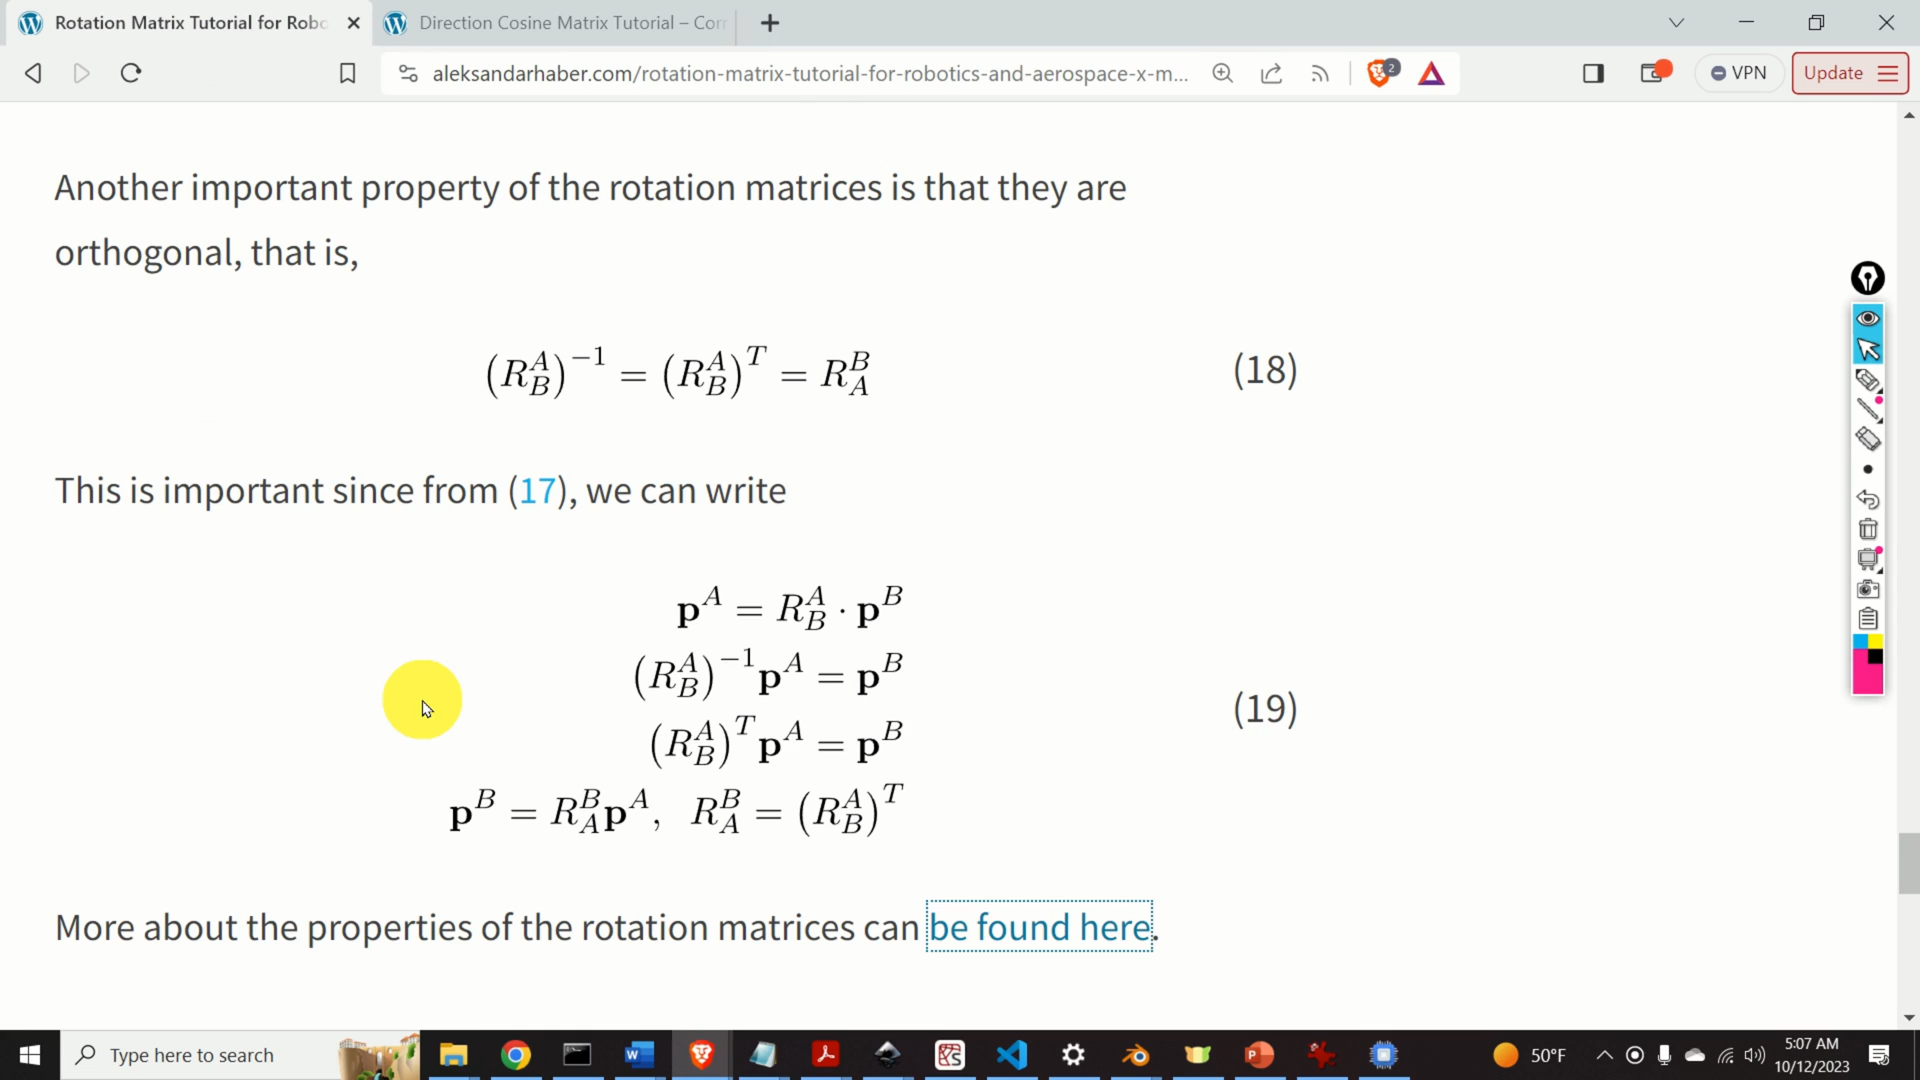 Rotation Matrix Tutorial for Robo
Direction Cosine Matrix Tutorial – Corr
aleksandarhaber.com/rotation-matrix-tutorial-for-robotics-and-aerospace-x-m...
2
VPN
Update
Another important property of the rotation matrices is that they are
orthogonal, that is,
(R_B^A)^{-1} = (R_B^A)^T = R_A^B (18)
This is important since from (17), we can write
p^A = R_B^A · p^B
(R_B^A)^{-1} p^A = p^B
(R_B^A)^T p^A = p^B
(19)
p^B = R_A^B p^A, R_A^B = (R_B^A)^T
More about the properties of the rotation matrices can be found here.
Type here to search
50°F
5:07 AM
10/12/2023